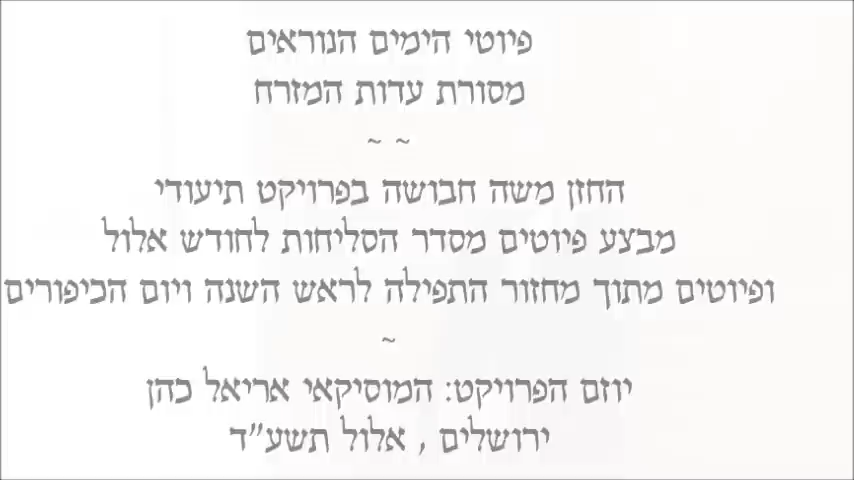 פיוטי הימים הנוראים
מסורת עדות המזרח
~ ~
החזן משה חבושה בפרויקט תיעודי
מבצע פיוטים מסדר הסליחות לחודש אלול
ופיוטים מתוך מחזור התפילה לראש השנה ויום הכיפורים
~
יוזם הפרויקט: המוסיקאי אריאל כהן
ירושלים , אלול תשע"ד